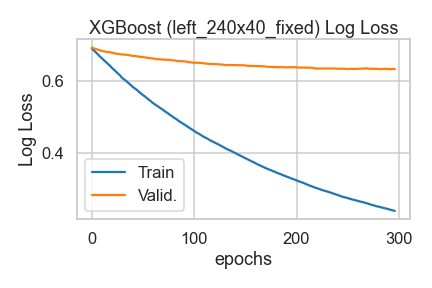 XGBoost (left_240x40_fixed) Log Loss
Log Loss
0.6
0.4
Train
Valid.
0
100
200
300
epochs